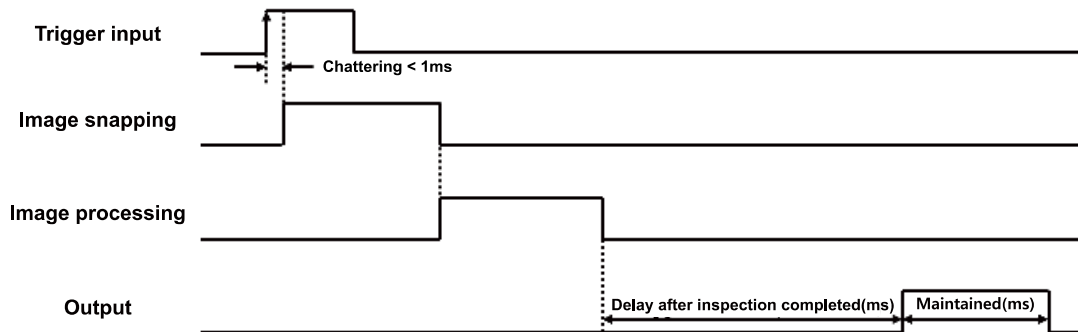 Trigger input
Chattering < 1ms
Image snapping
Image processing
Output
Delay after inspection completed(ms)
Maintained(ms)